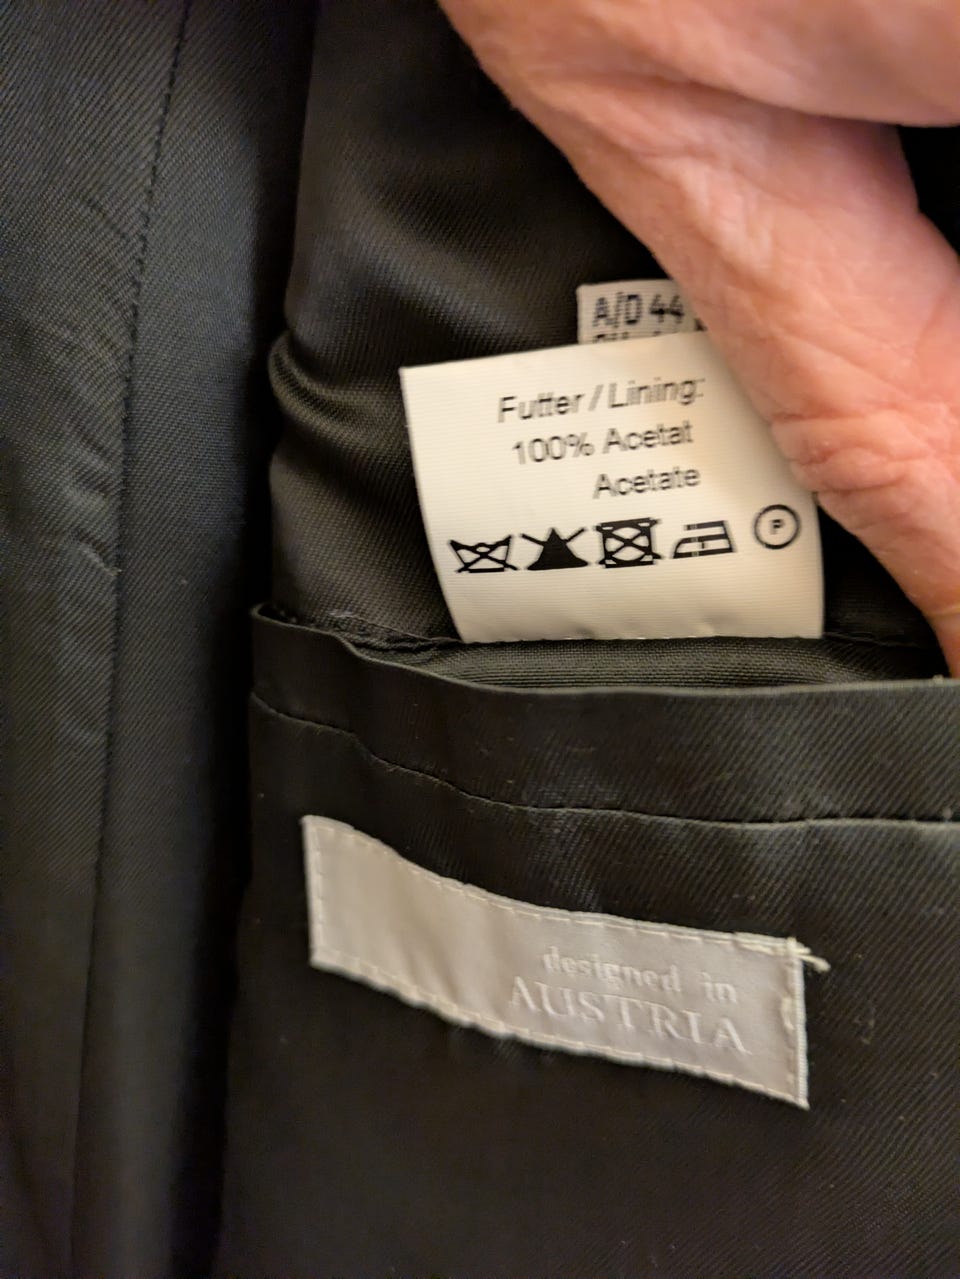 A/D 44
Futter / Lining:
100% Acetat
Acetate
P
designed in
AUSTRIA